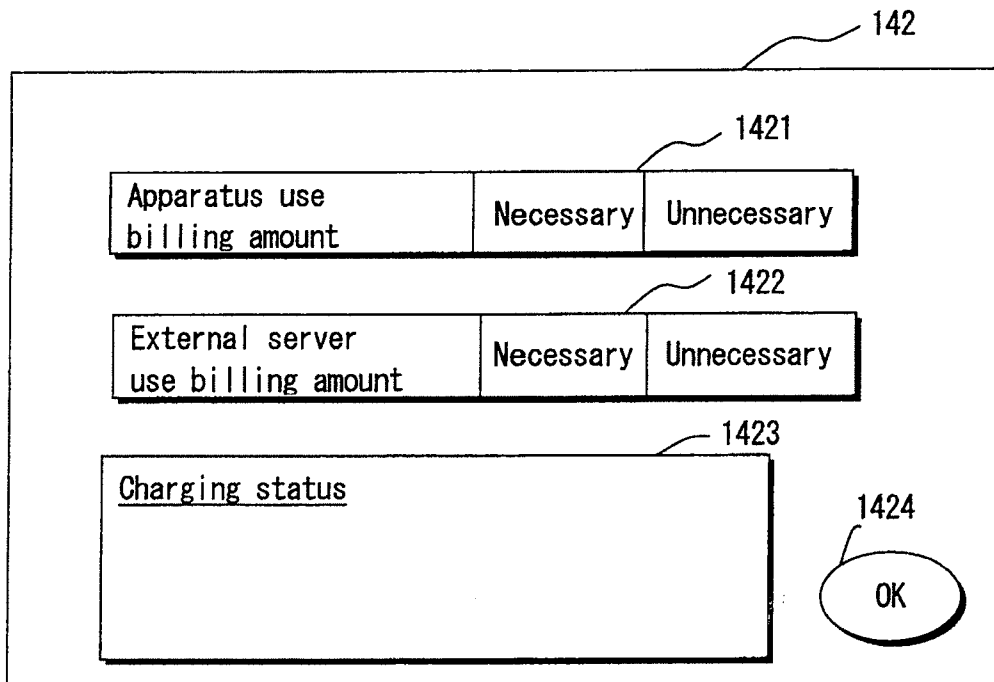 142
1421
Apparatus use
billing amount
Necessary
Unnecessary
1422
External server
use billing amount
Necessary
Unnecessary
1423
Charging status
1424
OK